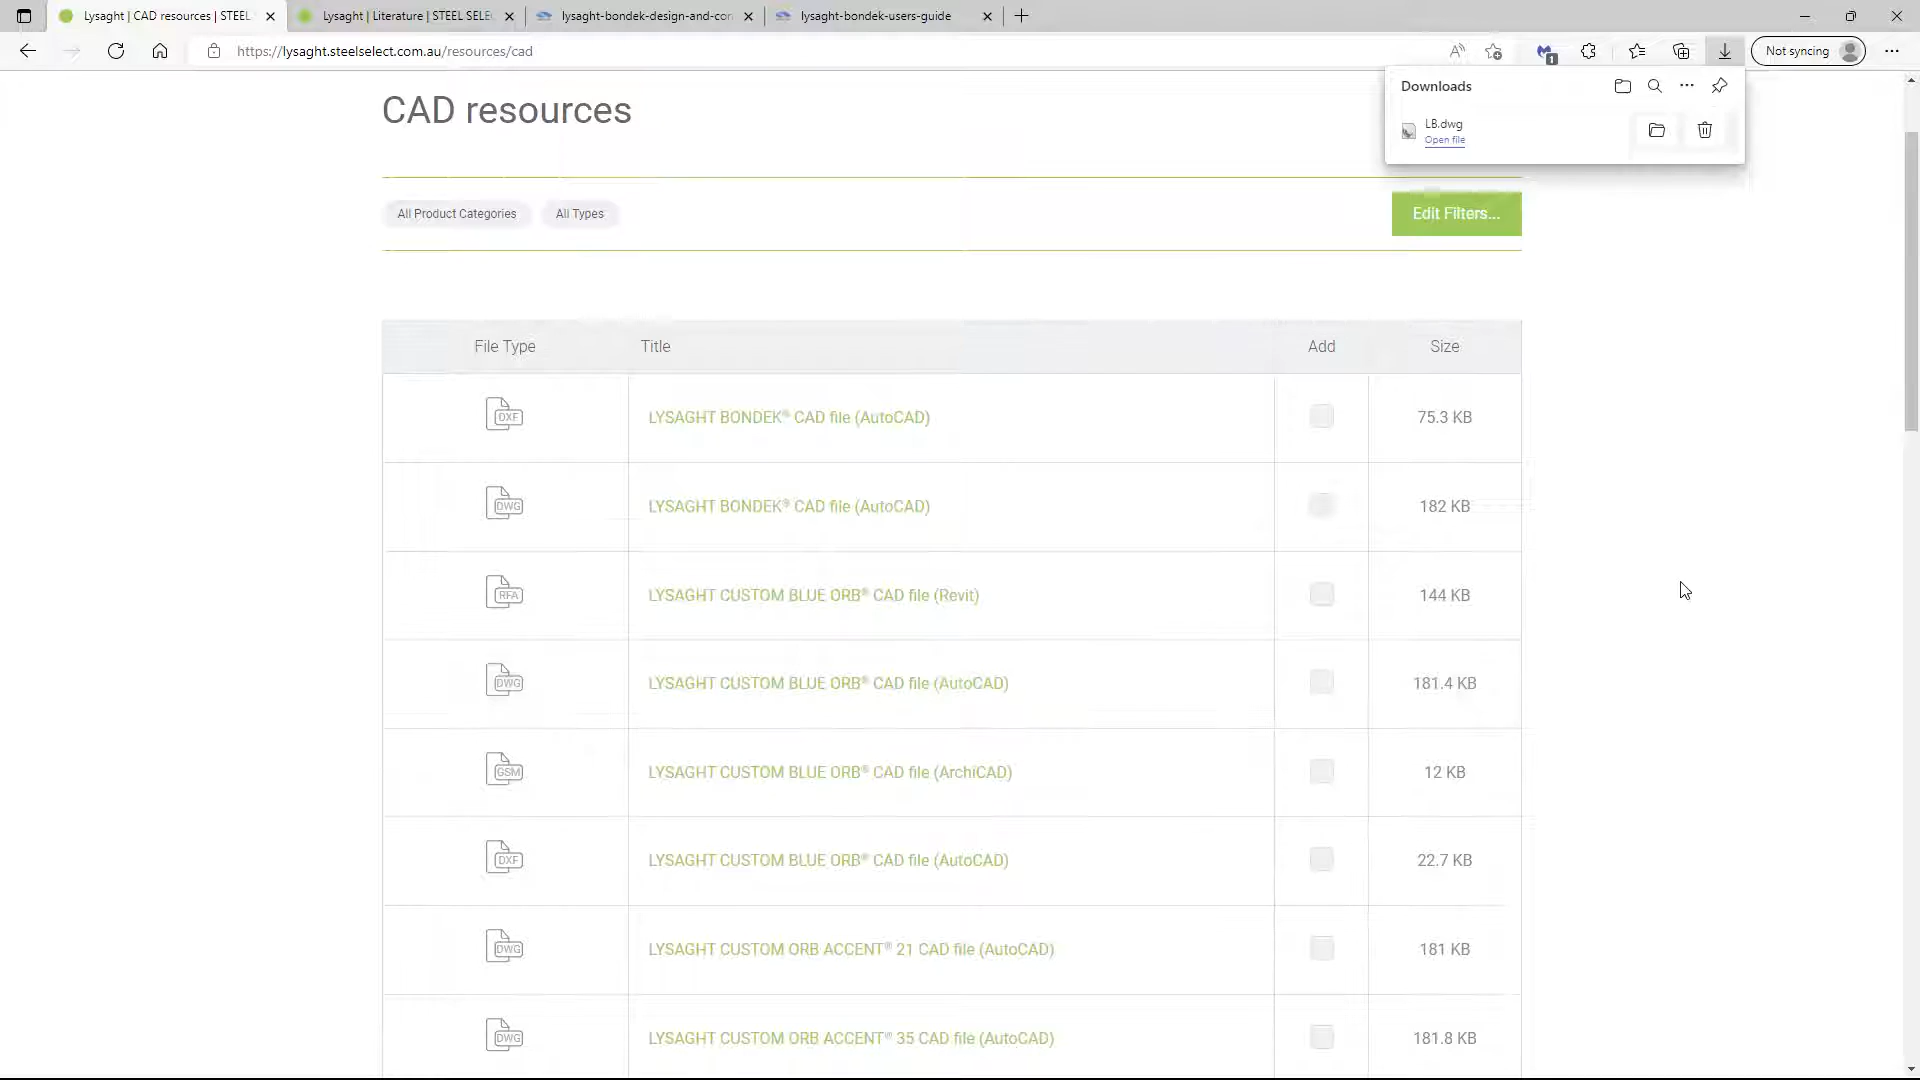 Lysaght | CAD resources | STEEL
Lysaght | Literature | STEEL SELE
lysaght-bondek-design-and-con
lysaght-bondek-users-guide
https://lysaght.steelselect.com.au/resources/cad
1
Not syncing
Downloads
LB.dwg
Open file
CAD resources
All Product Categories
All Types
Edit Filters...
File Type Title Add Size
DXF LYSAGHT BONDEK® CAD file (AutoCAD) 75.3 KB
DWG LYSAGHT BONDEK® CAD file (AutoCAD) 182 KB
RFA LYSAGHT CUSTOM BLUE ORB® CAD file (Revit) 144 KB
DWG LYSAGHT CUSTOM BLUE ORB® CAD file (AutoCAD) 181.4 KB
GSM LYSAGHT CUSTOM BLUE ORB® CAD file (ArchiCAD) 12 KB
DXF LYSAGHT CUSTOM BLUE ORB® CAD file (AutoCAD) 22.7 KB
DWG LYSAGHT CUSTOM ORB ACCENT® 21 CAD file (AutoCAD) 181 KB
DWG LYSAGHT CUSTOM ORB ACCENT® 35 CAD file (AutoCAD) 181.8 KB